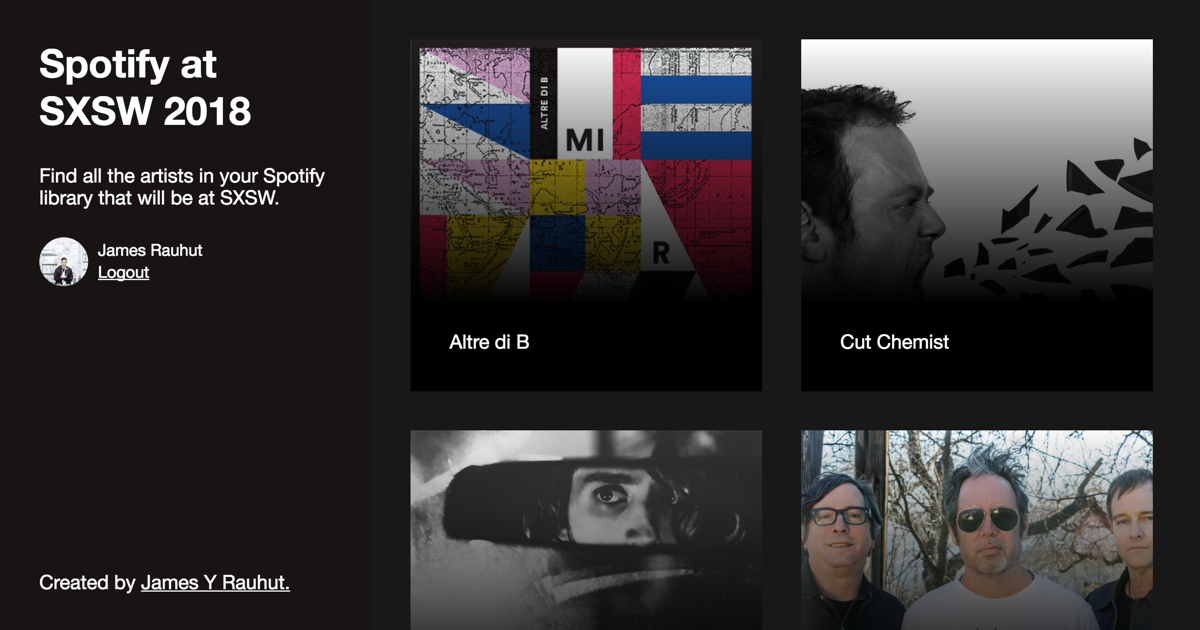 Spotify at
SXSW 2018
Find all the artists in your Spotify
library that will be at SXSW.
James Rauhut
Logout
Created by James Y Rauhut.
ALTRE DI B
MI
R
Altre di B
Cut Chemist